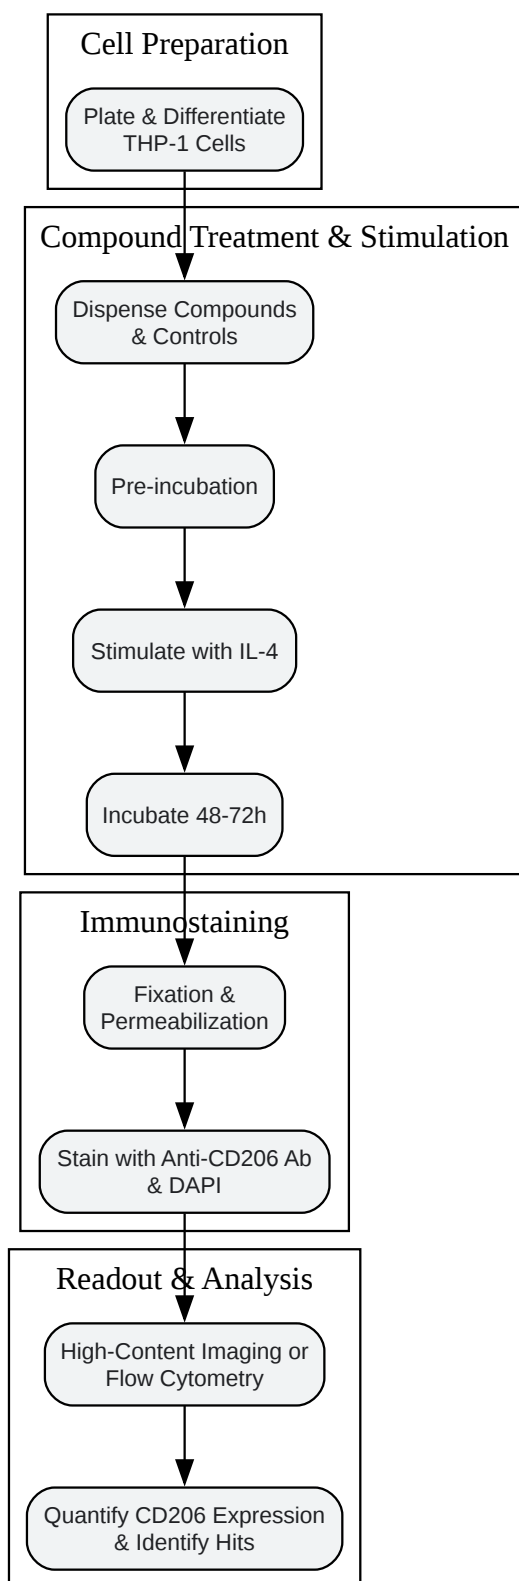 Cell Preparation
Plate & Differentiate
THP-1 Cells
Compound Treatment & Stimulation
Dispense Compounds
& Controls
Pre-incubation
Stimulate with IL-4
Incubate 48-72h
Immunostaining
Fixation &
Permeabilization
Stain with Anti-CD206 Ab
& DAPI
Readout & Analysis
High-Content Imaging or
Flow Cytometry
Quantify CD206 Expression
& Identify Hits